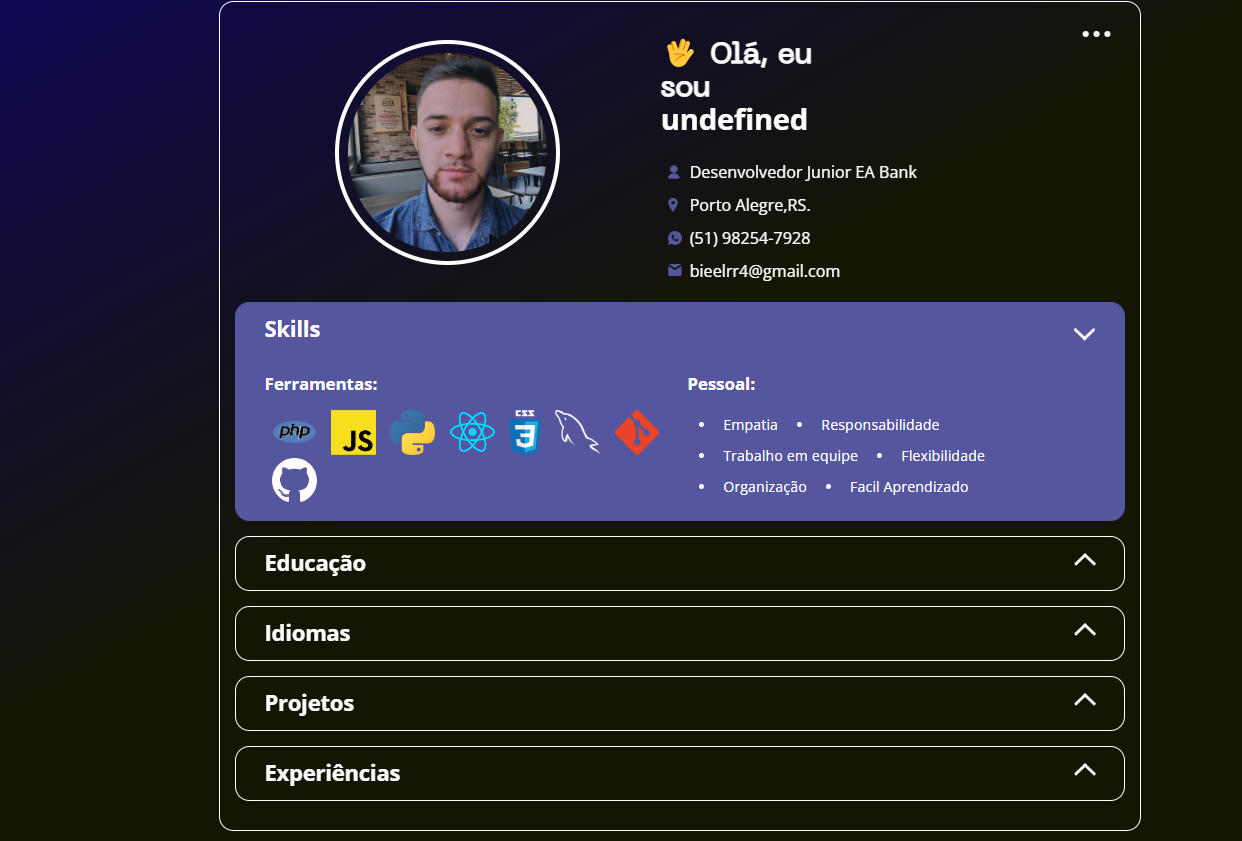 Olá, eu
sou
undefined
Desenvolvedor Junior EA Bank
Porto Alegre,RS.
(51) 98254-7928
bieelrr4@gmail.com
Skills
Ferramentas:
php
JS
CSS
3
Pessoal:
• Empatia • Responsabilidade
• Trabalho em equipe • Flexibilidade
• Organização • Facil Aprendizado
Educação
Idiomas
Projetos
Experiências